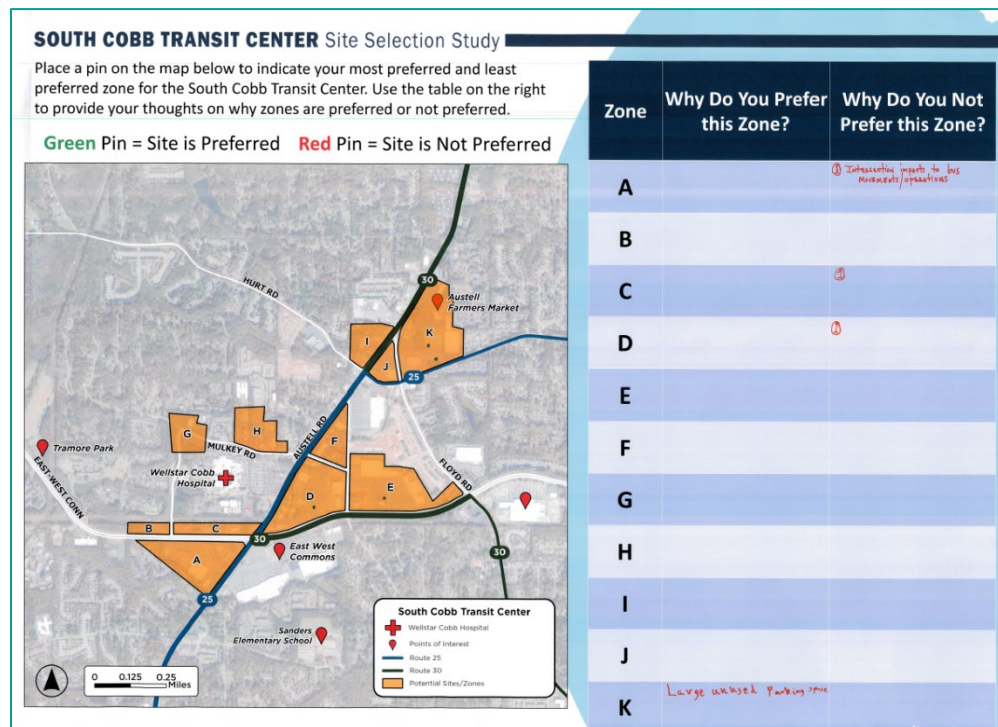 SOUTH COBB TRANSIT CENTER Site Selection Study
Place a pin on the map below to indicate your most preferred and least
preferred zone for the South Cobb Transit Center. Use the table on the right
to provide your thoughts on why zones are preferred or not preferred.
Green Pin = Site is Preferred Red Pin = Site is Not Preferred
30
HURT RD
Austell
Farmers Market
I
K
J
25
AUSTELL RD
G
H
F
MULKEY RD
Tramore Park
EAST-WEST CONN
Wellstar Cobb
Hospital
FLOYD RD
D
E
B
C
30
East West
Commons
30
A
25
Sanders
Elementary School
South Cobb Transit Center
Wellstar Cobb Hospital
Points of Interest
Route 25
Route 30
Potential Sites/Zones
0 0.125 0.25
Miles
Zone
Why Do You Prefer
this Zone?
Why Do You Not
Prefer this Zone?
A
① Intersection impacts to bus
movements/operations
B
C
D
E
F
G
H
I
J
K
Large unused Parking space